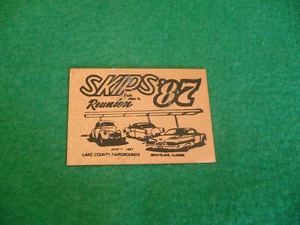 SKIPS '87
Reunion
JUNE 7 1987
LAKE COUNTY FAIRGROUNDS GRAYSLAKE, ILLINOIS